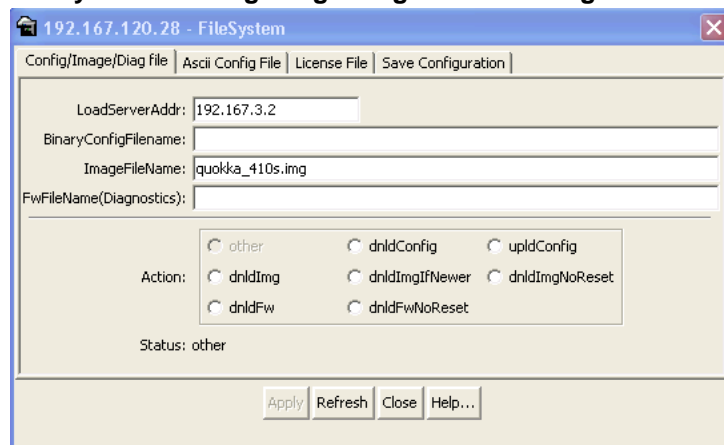 192.167.120.28 - FileSystem
Config/Image/Diag file Ascii Config File License File Save Configuration
LoadServerAddr: 192.167.3.2
BinaryConfigFilename:
ImageFileName: quokka_410s.img
FwFileName(Diagnostics):
other dnldConfig upldConfig
Action: dnldImg dnldImgIfNewer dnldImgNoReset
dnldFw dnldFwNoReset
Status: other
Apply Refresh Close Help...